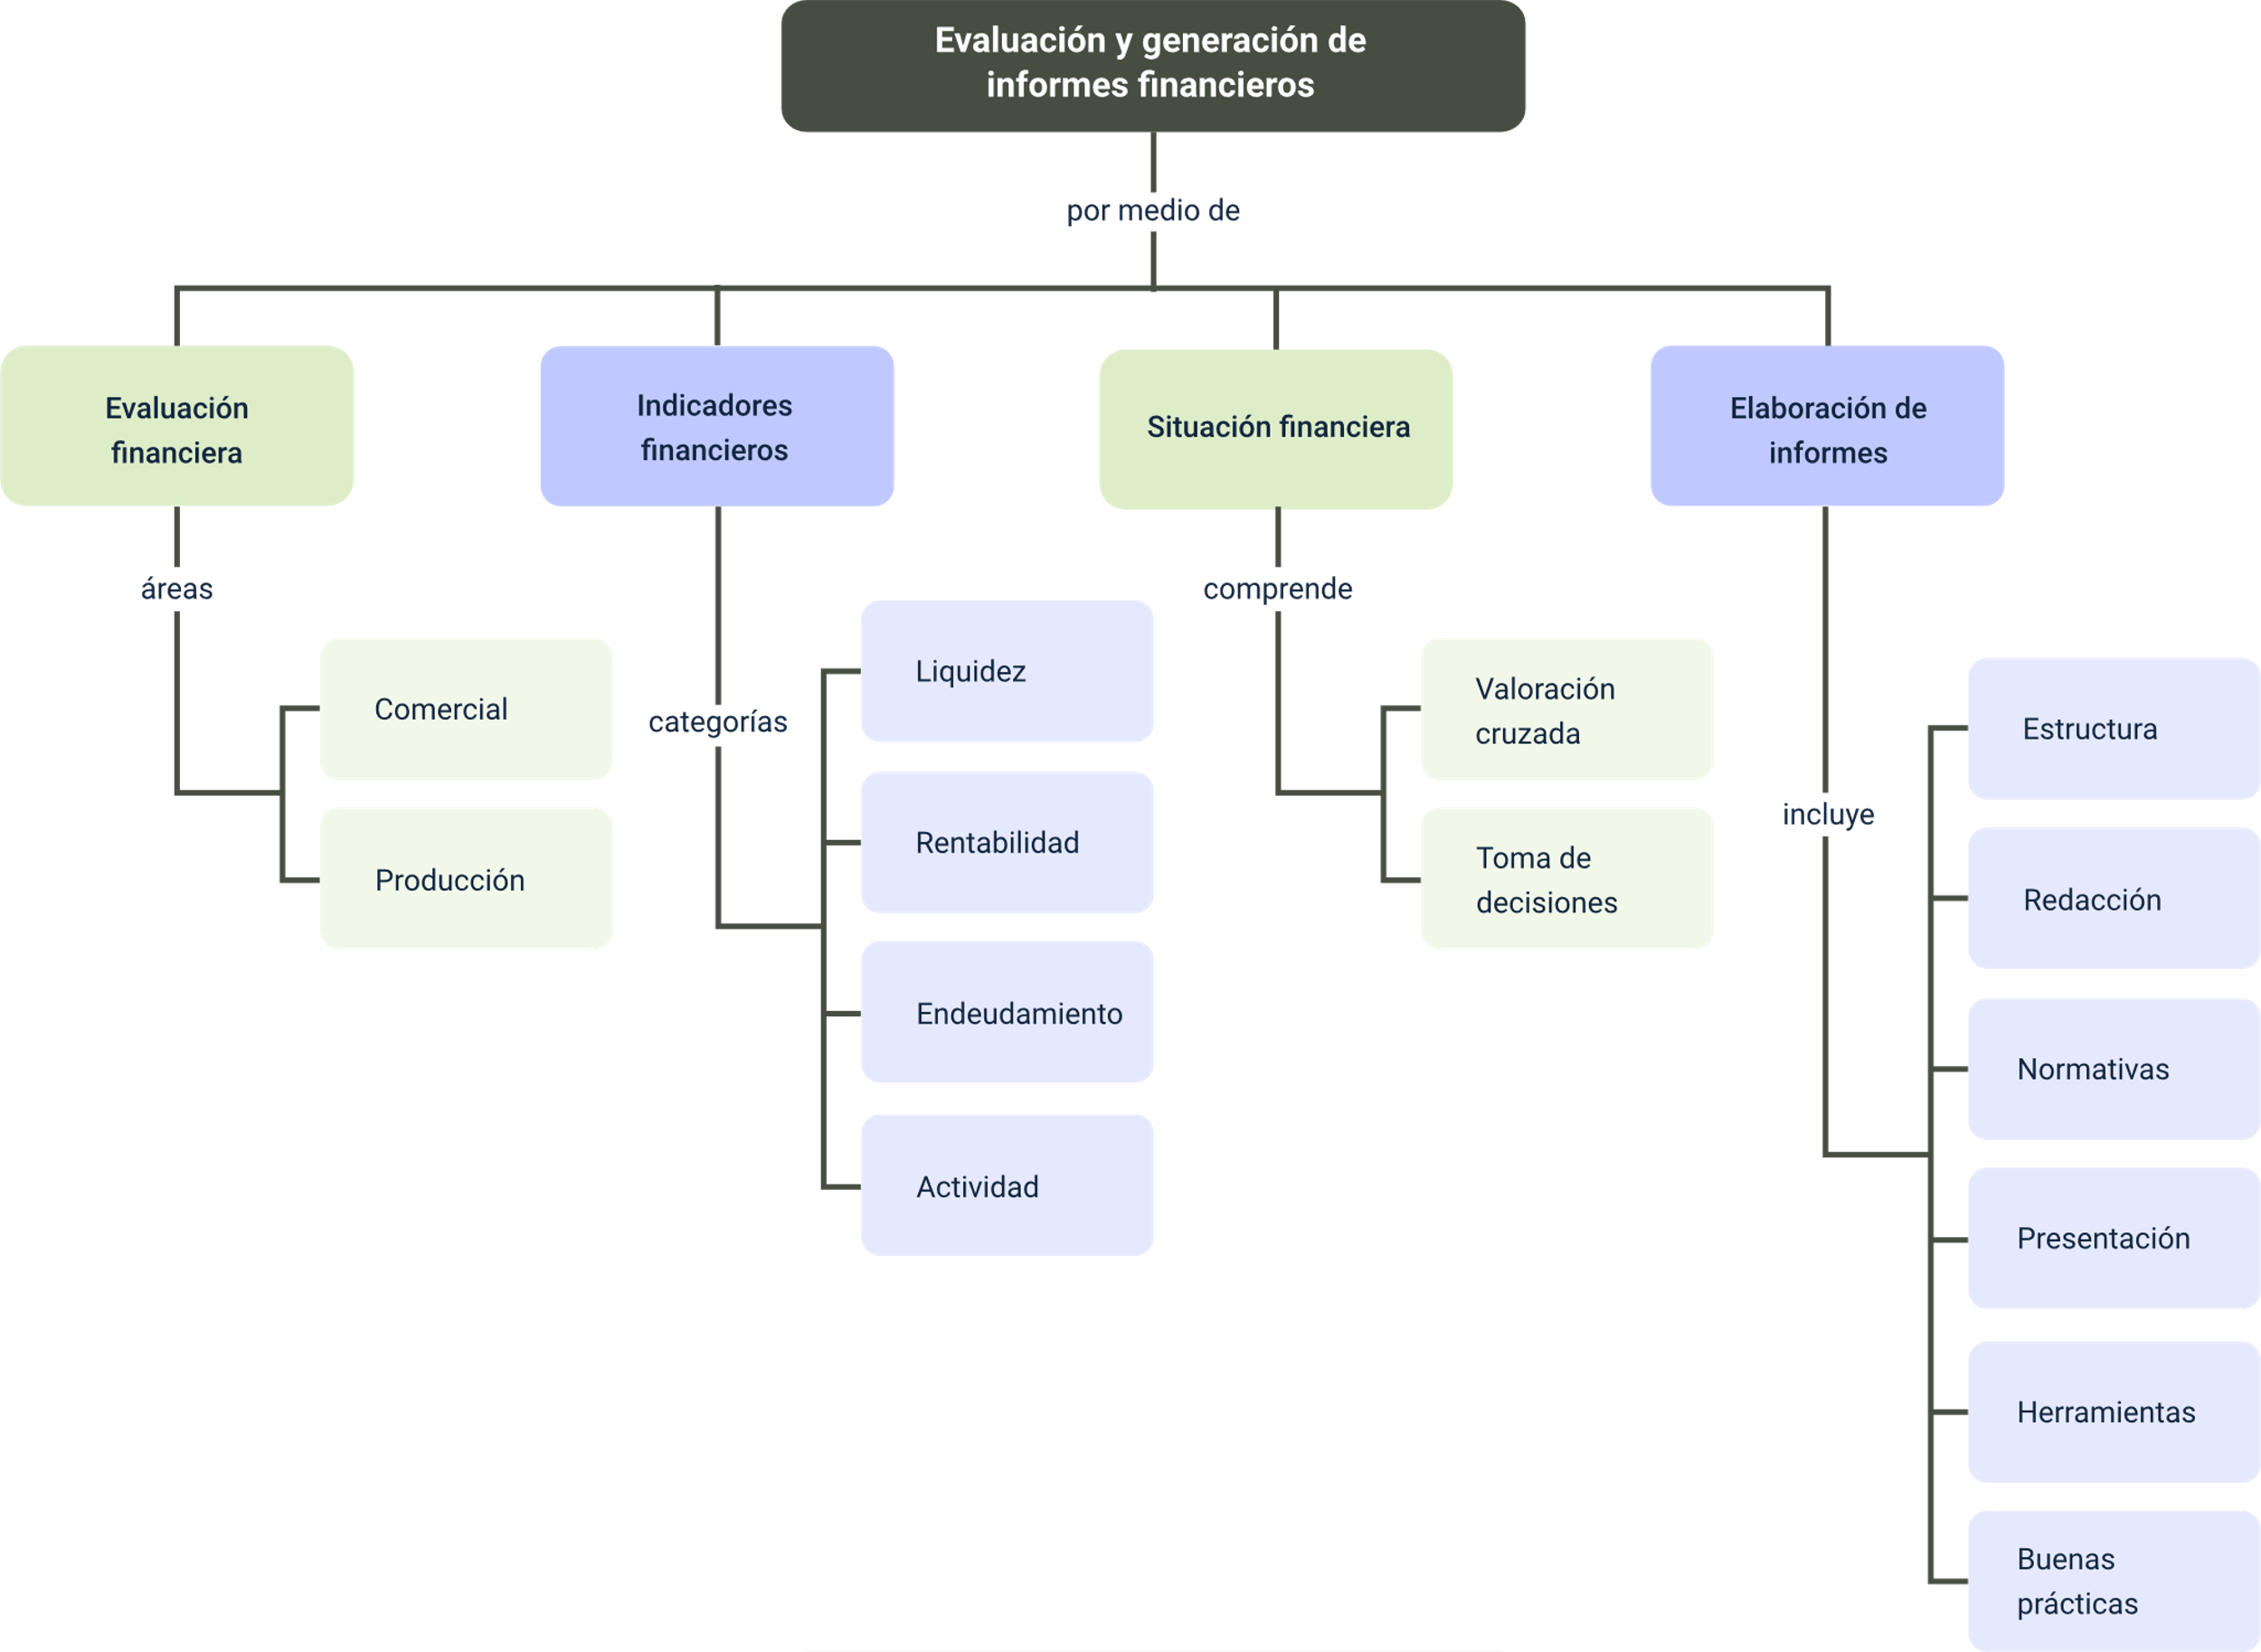 Evaluación y generación de
informes financieros
por medio de
Evaluación
financiera
áreas
Comercial
Producción
Indicadores
financieros
categorías
Liquidez
Rentabilidad
Endeudamiento
Actividad
Situación financiera
comprende
Valoración
cruzada
Toma de
decisiones
Elaboración de
informes
incluye
Estructura
Redacción
Normativas
Presentación
Herramientas
Buenas
prácticas